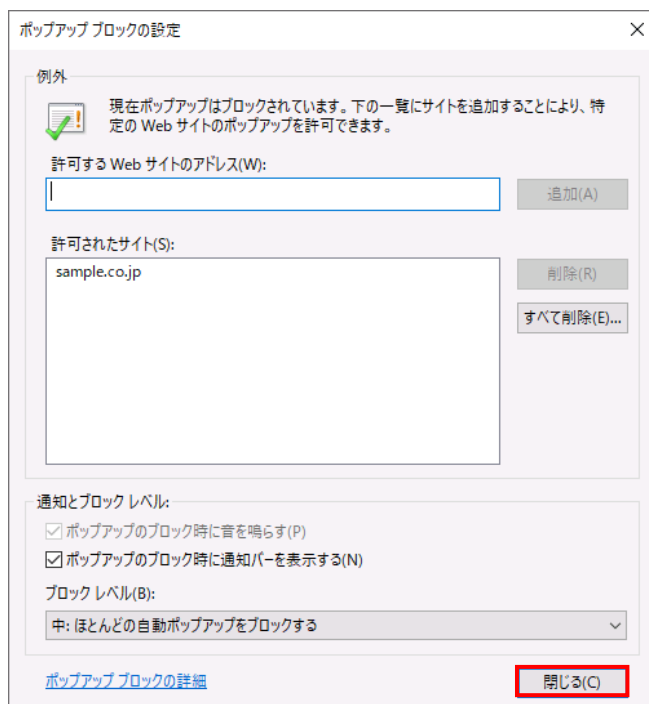 ポップアップ ブロックの設定
例外
現在ポップアップはブロックされています。下の一覧にサイトを追加することにより、特
定の Web サイトのポップアップを許可できます。
許可する Web サイトのアドレス(W):
追加(A)
許可されたサイト(S):
sample.co.jp
削除(R)
すべて削除(E)...
通知とブロック レベル:
ポップアップのブロック時に音を鳴らす(P)
ポップアップのブロック時に通知バーを表示する(N)
ブロック レベル(B):
中: ほとんどの自動ポップアップをブロックする
ポップアップ ブロックの詳細
閉じる(C)